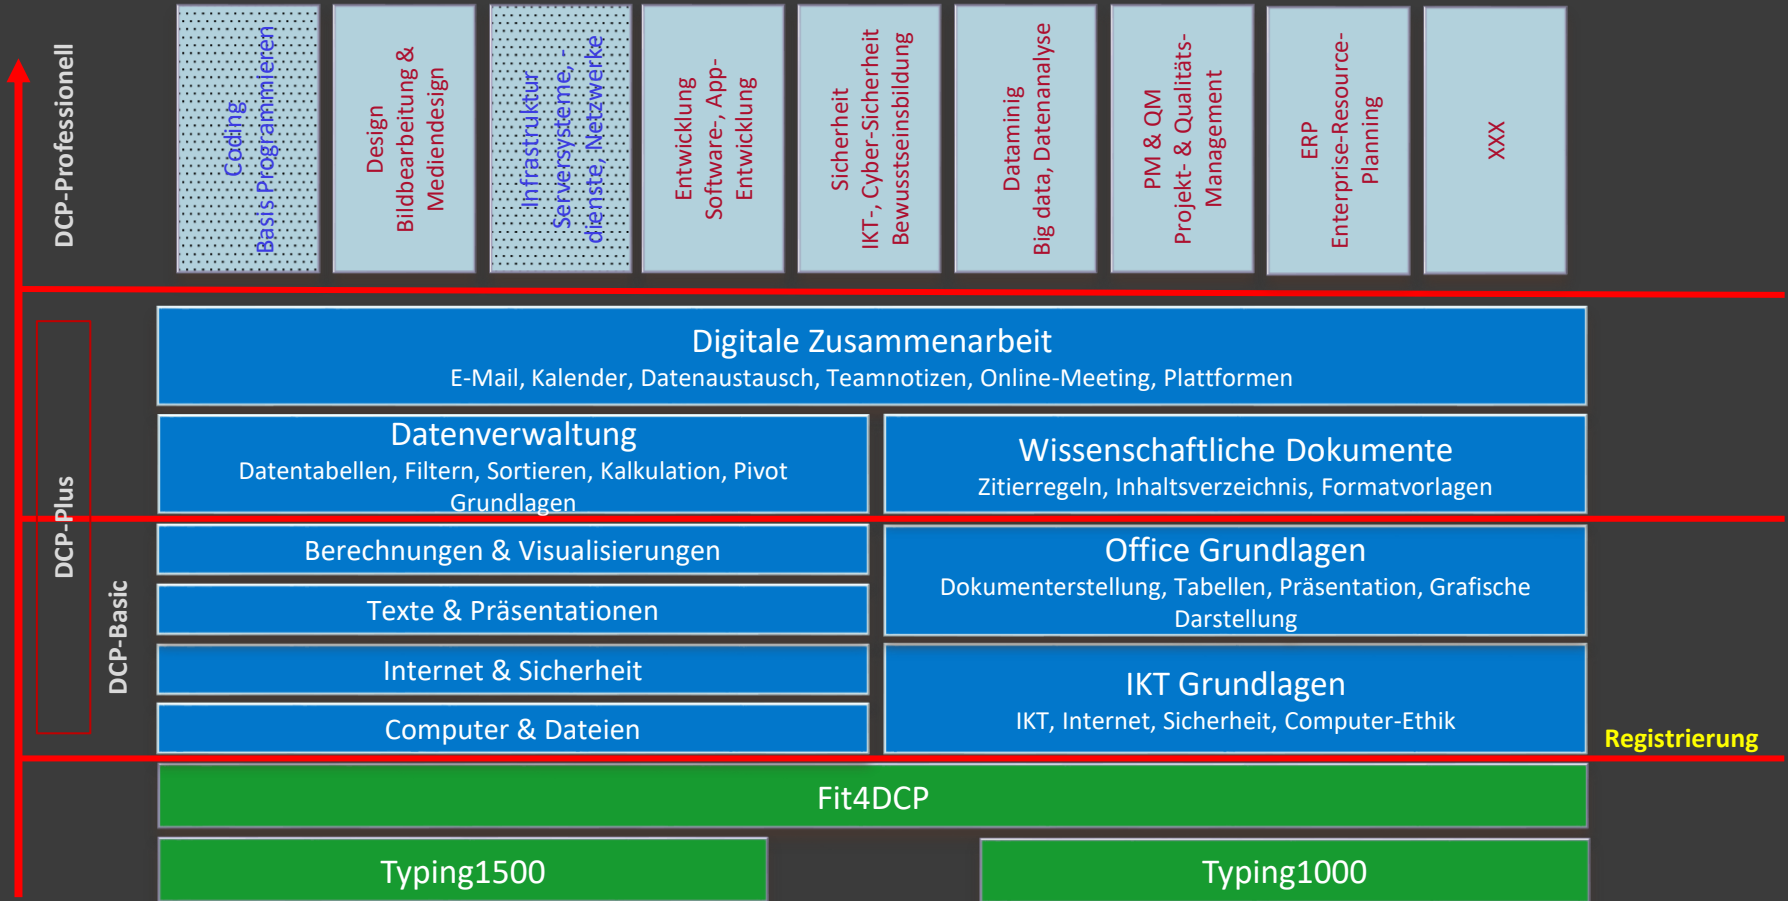 DCP-Professionell
Coding
Basis Programmieren
Design
Bildbearbeitung &
Mediendesign
Infrastruktur
Serversysteme, -
dienste, Netzwerke
Entwicklung
Software-, App-
Entwicklung
Sicherheit
IKT-, Cyber-Sicherheit
Bewusstseinsbildung
Dataminig
Big data, Datenanalyse
PM & QM
Projekt- & Qualitäts-
Management
ERP
Enterprise-Resource-
Planning
XXX
DCP-Plus
Digitale Zusammenarbeit
E-Mail, Kalender, Datenaustausch, Teamnotizen, Online-Meeting, Plattformen
Datenverwaltung
Datentabellen, Filtern, Sortieren, Kalkulation, Pivot
Grundlagen
Wissenschaftliche Dokumente
Zitierregeln, Inhaltsverzeichnis, Formatvorlagen
DCP-Basic
Berechnungen & Visualisierungen
Texte & Präsentationen
Internet & Sicherheit
Computer & Dateien
Office Grundlagen
Dokumenterstellung, Tabellen, Präsentation, Grafische
Darstellung
IKT Grundlagen
IKT, Internet, Sicherheit, Computer-Ethik
Registrierung
Fit4DCP
Typing1500
Typing1000